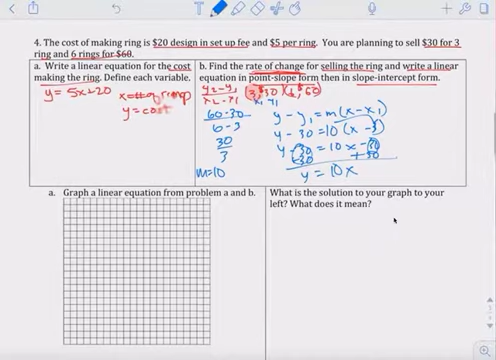 4. The cost of making ring is $20 design in set up fee and $5 per ring. You are planning to sell $30 for 3
ring and 6 rings for $60.
a. Write a linear equation for the cost
making the ring. Define each variable.
y = 5x + 20
x = # of rings
y = cost
b. Find the rate of change for selling the ring and write a linear
equation in point-slope form then in slope-intercept form.
y₂-y₁
x₂-x₁
(3, 30) (6, 60)
x₁ y₁
60-30
6-3
30
3
m=10
y - y₁ = m(x - x₁)
y - 30 = 10(x - 3)
y - 30 = 10x - 30
+30 +30
y = 10x
a. Graph a linear equation from problem a and b.
What is the solution to your graph to your
left? What does it mean?